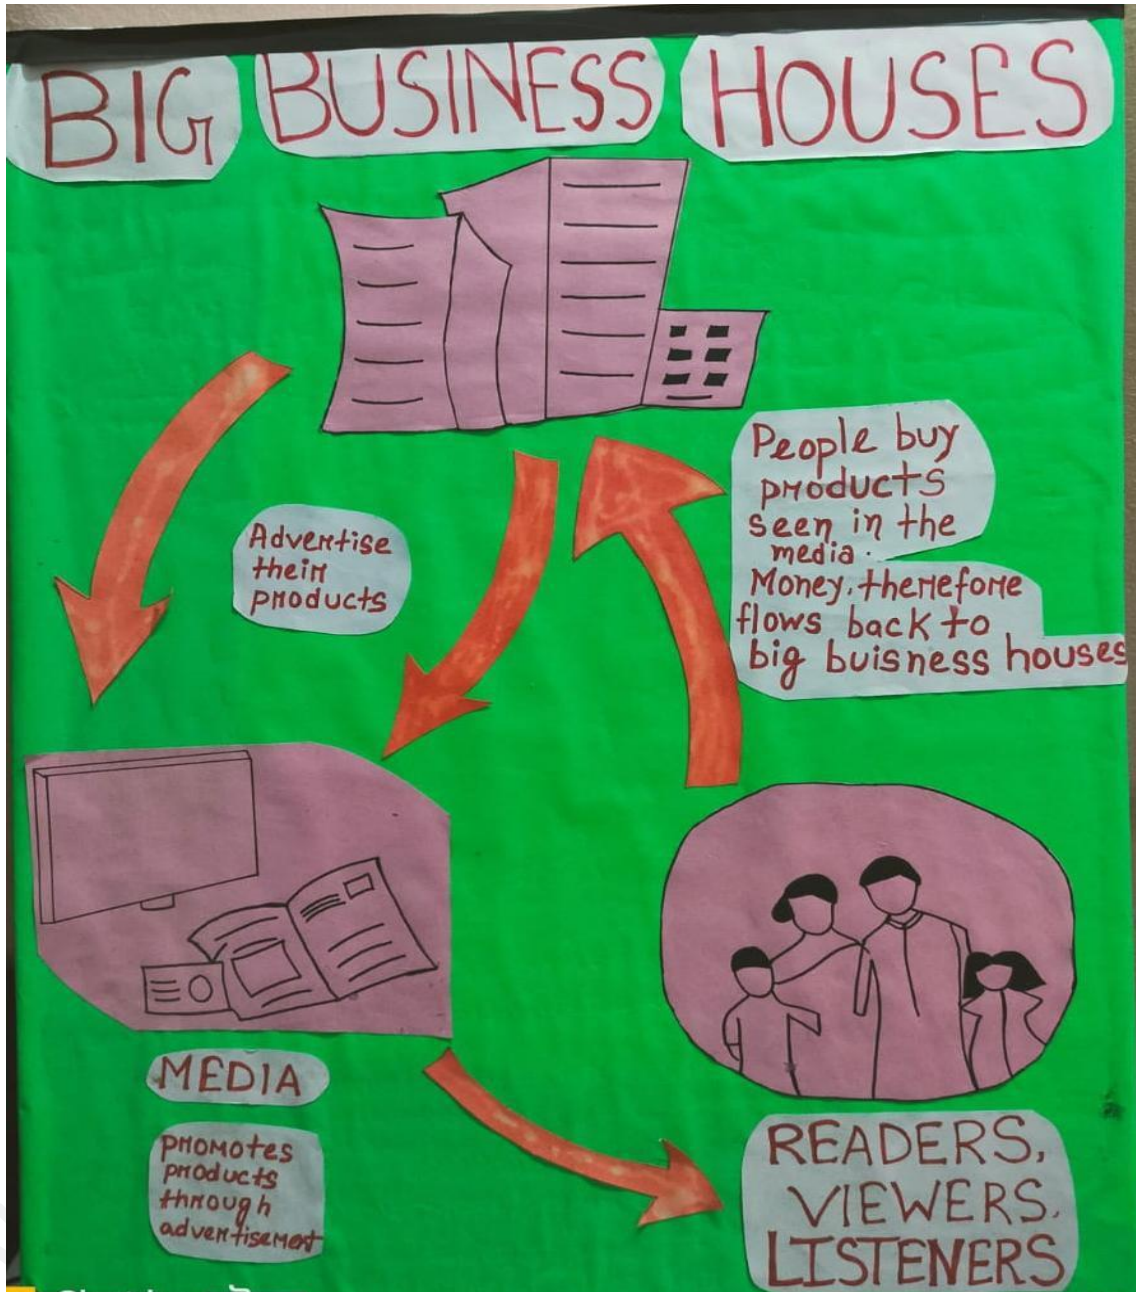 BIG BUSINESS HOUSES
Advertise
their
products
People buy
products
seen in the
media.
Money, therefore
flows back to
big buisness houses
MEDIA
promotes
products
through
advertisement
READERS,
VIEWERS,
LISTENERS